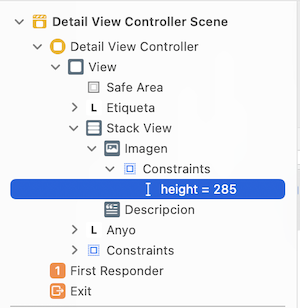 Detail View Controller Scene
Detail View Controller
View
Safe Area
L Etiqueta
Stack View
Imagen
Constraints
height = 285
Descripcion
L Anyo
Constraints
1 First Responder
Exit